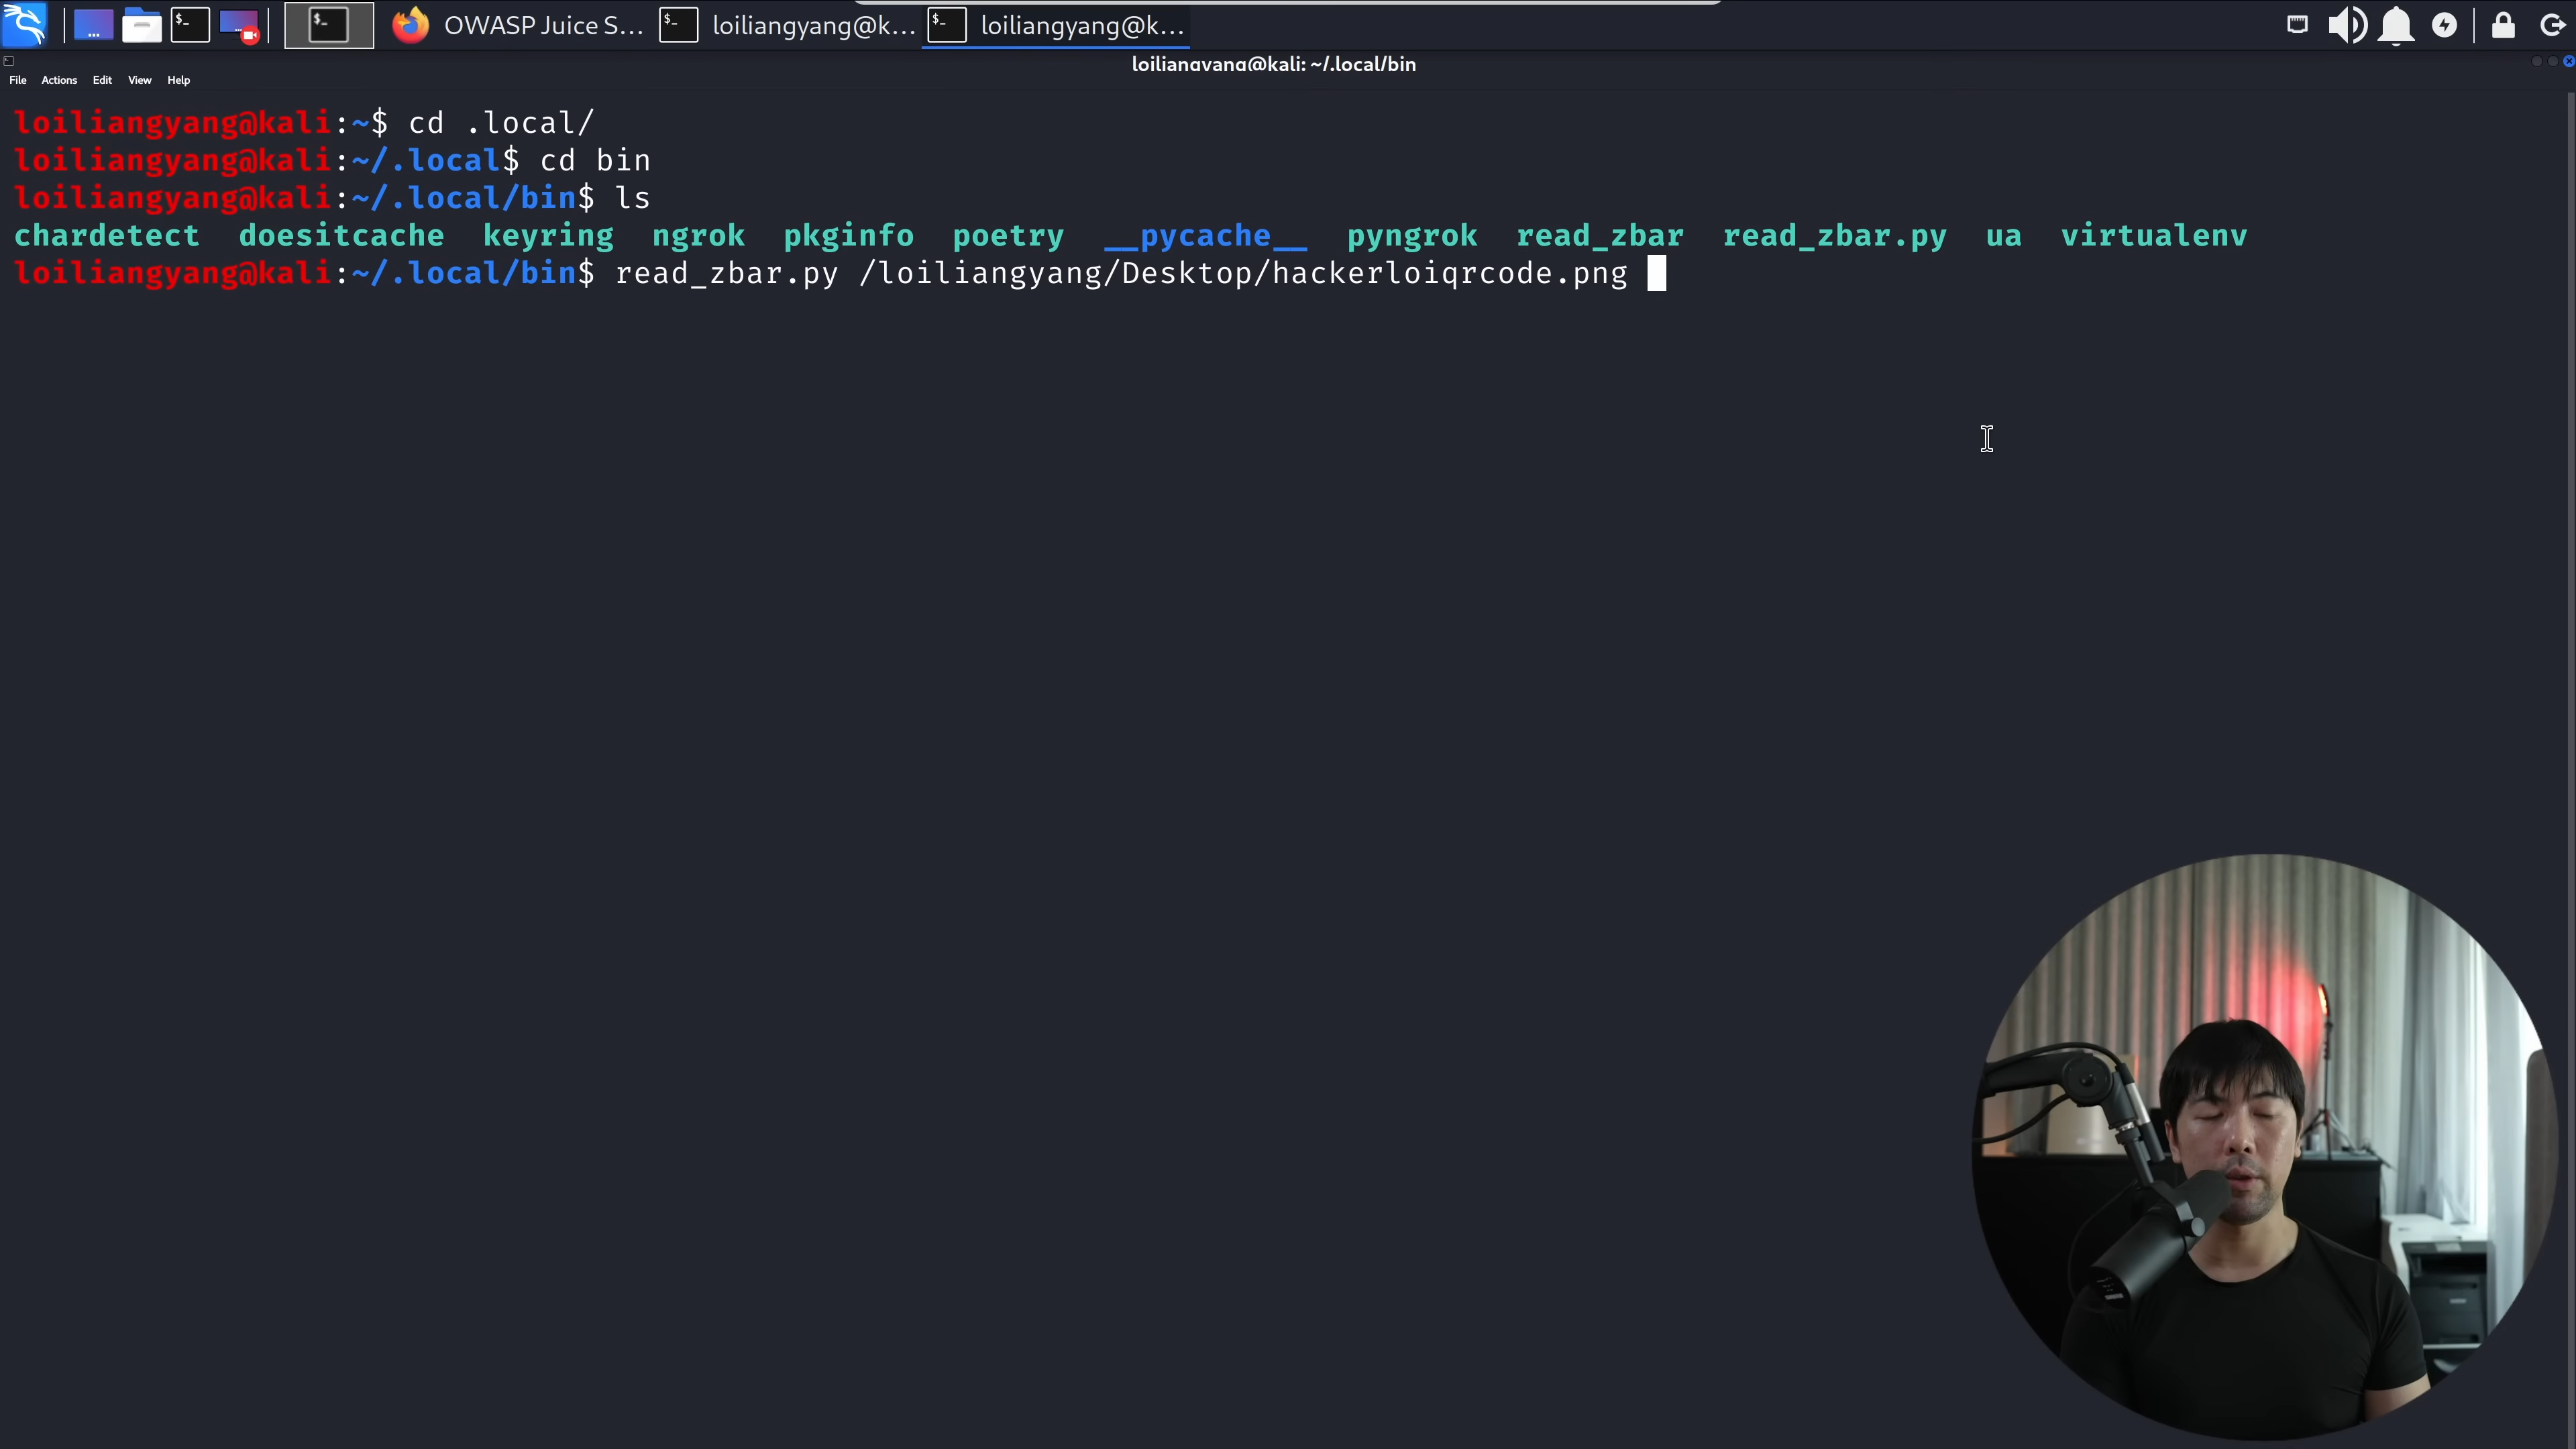 OWASP Juice S... loiliangyang@k... loiliangyang@k...
loiliangyang@kali: ~/.local/bin
File Actions Edit View Help
loiliangyang@kali:~$ cd .local/
loiliangyang@kali:~/.local$ cd bin
loiliangyang@kali:~/.local/bin$ ls
chardetect doesitcache keyring ngrok pkginfo poetry __pycache__ pyngrok read_zbar read_zbar.py ua virtualenv
loiliangyang@kali:~/.local/bin$ read_zbar.py /loiliangyang/Desktop/hackerloiqrcode.png